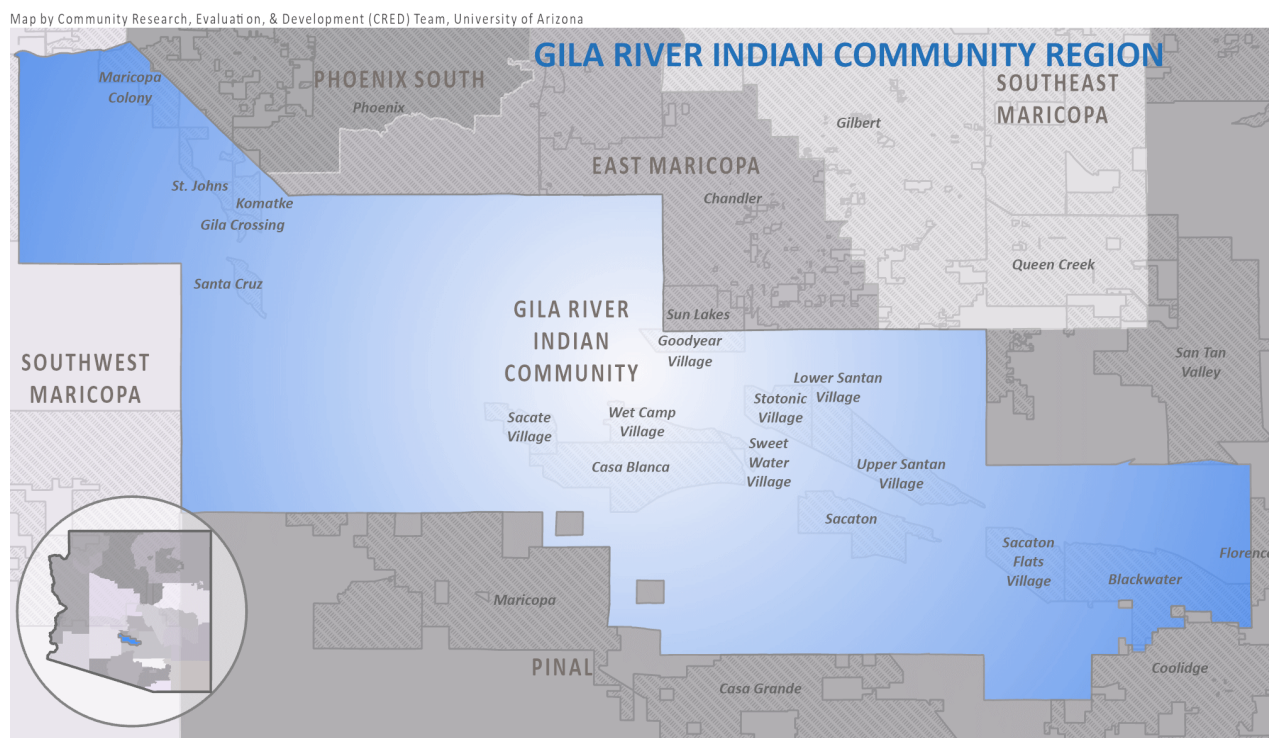 Map by Community Research, Evaluation, & Development (CRED) Team, University of Arizona
GILA RIVER INDIAN COMMUNITY REGION
Maricopa
Colony
PHOENIX SOUTH
Phoenix
SOUTHEAST
MARICOPA
Gilbert
EAST MARICOPA
Chandler
St. Johns
Komatke
Gila Crossing
Queen Creek
Santa Cruz
GILA RIVER
INDIAN
COMMUNITY
Sun Lakes
Goodyear
Village
SOUTHWEST
MARICOPA
San Tan
Valley
Lower Santan
Village
Stotonic
Village
Sacate
Village
Wet Camp
Village
Sweet
Water
Village
Casa Blanca
Upper Santan
Village
Sacaton
Sacaton
Flats
Village
Florence
Blackwater
Maricopa
PINAL
Coolidge
Casa Grande